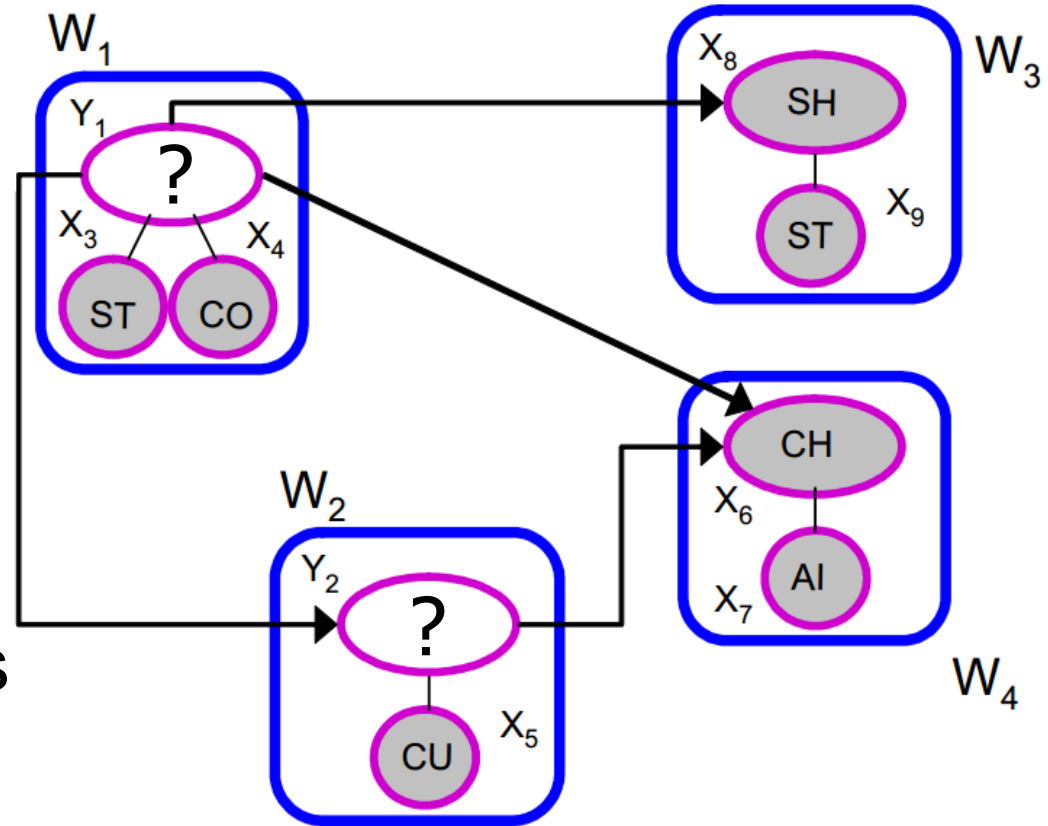 W₁
Y₁
?
X₃
X₄
ST
CO
X₈
W₃
SH
X₉
ST
W₂
Y₂
?
X₅
CU
CH
X₆
AI
X₇
W₄
s